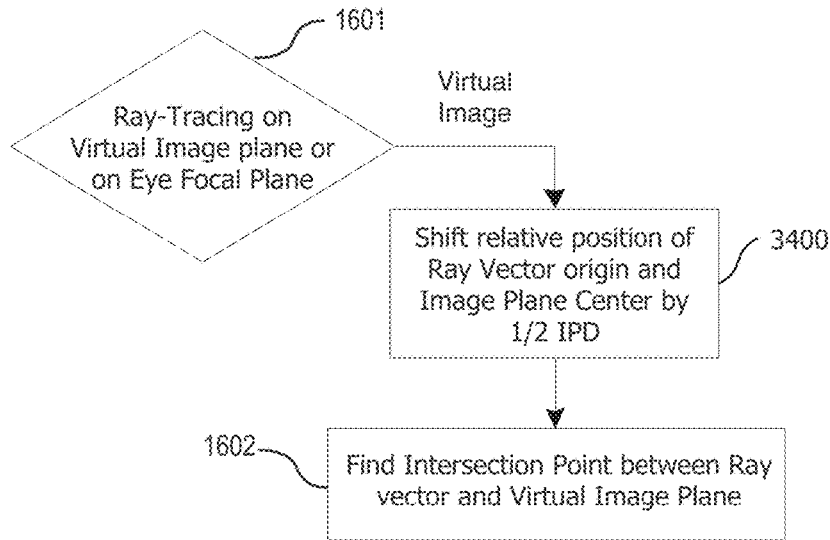 1601
Ray-Tracing on
Virtual Image plane or
on Eye Focal Plane
Virtual
Image
Shift relative position of
Ray Vector origin and
Image Plane Center by
1/2 IPD
3400
1602
Find Intersection Point between Ray
vector and Virtual Image Plane